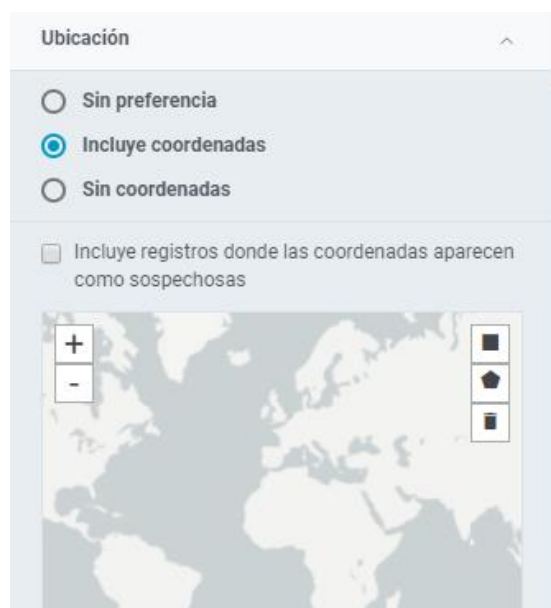 Ubicación
Sin preferencia
Incluye coordenadas
Sin coordenadas
Incluye registros donde las coordenadas aparecen
como sospechosas
+
-